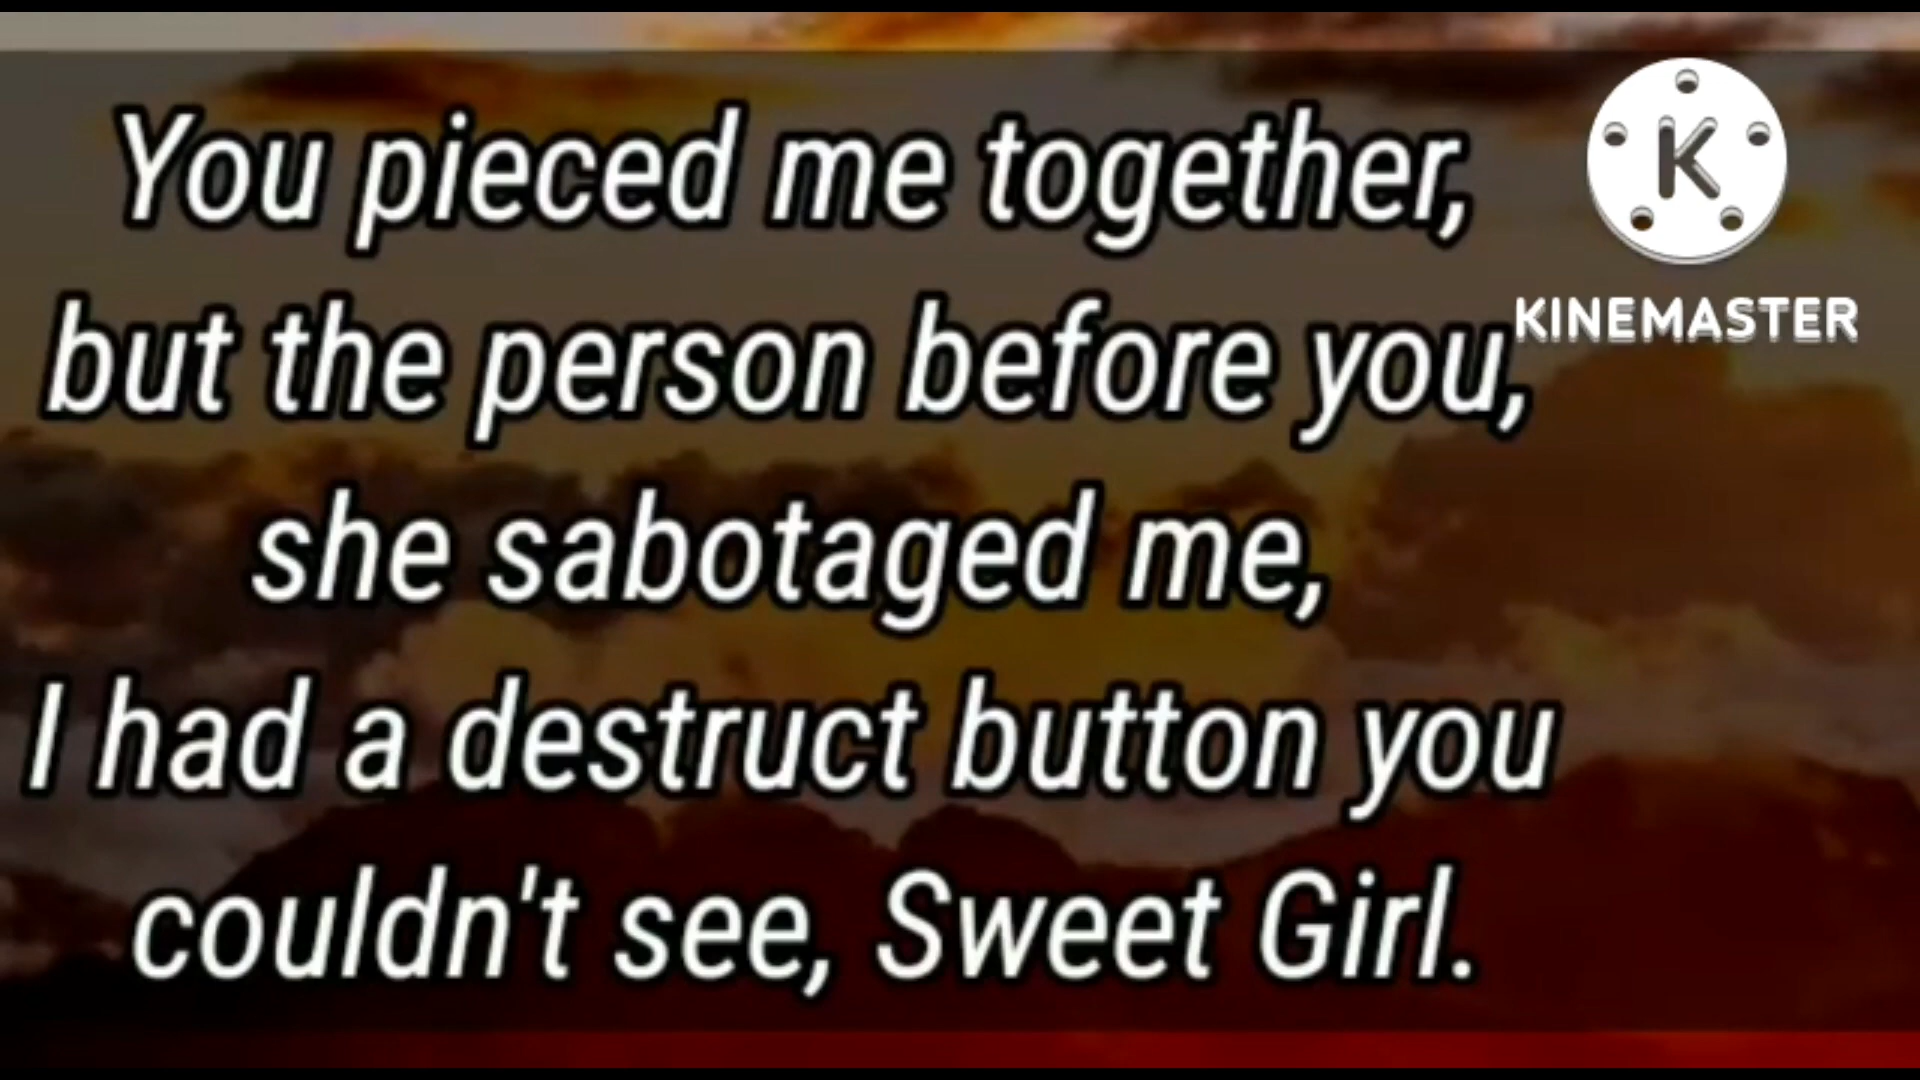 You pieced me together,
but the person before you,
she sabotaged me,
I had a destruct button you
couldn't see, Sweet Girl.
K
KINEMASTER